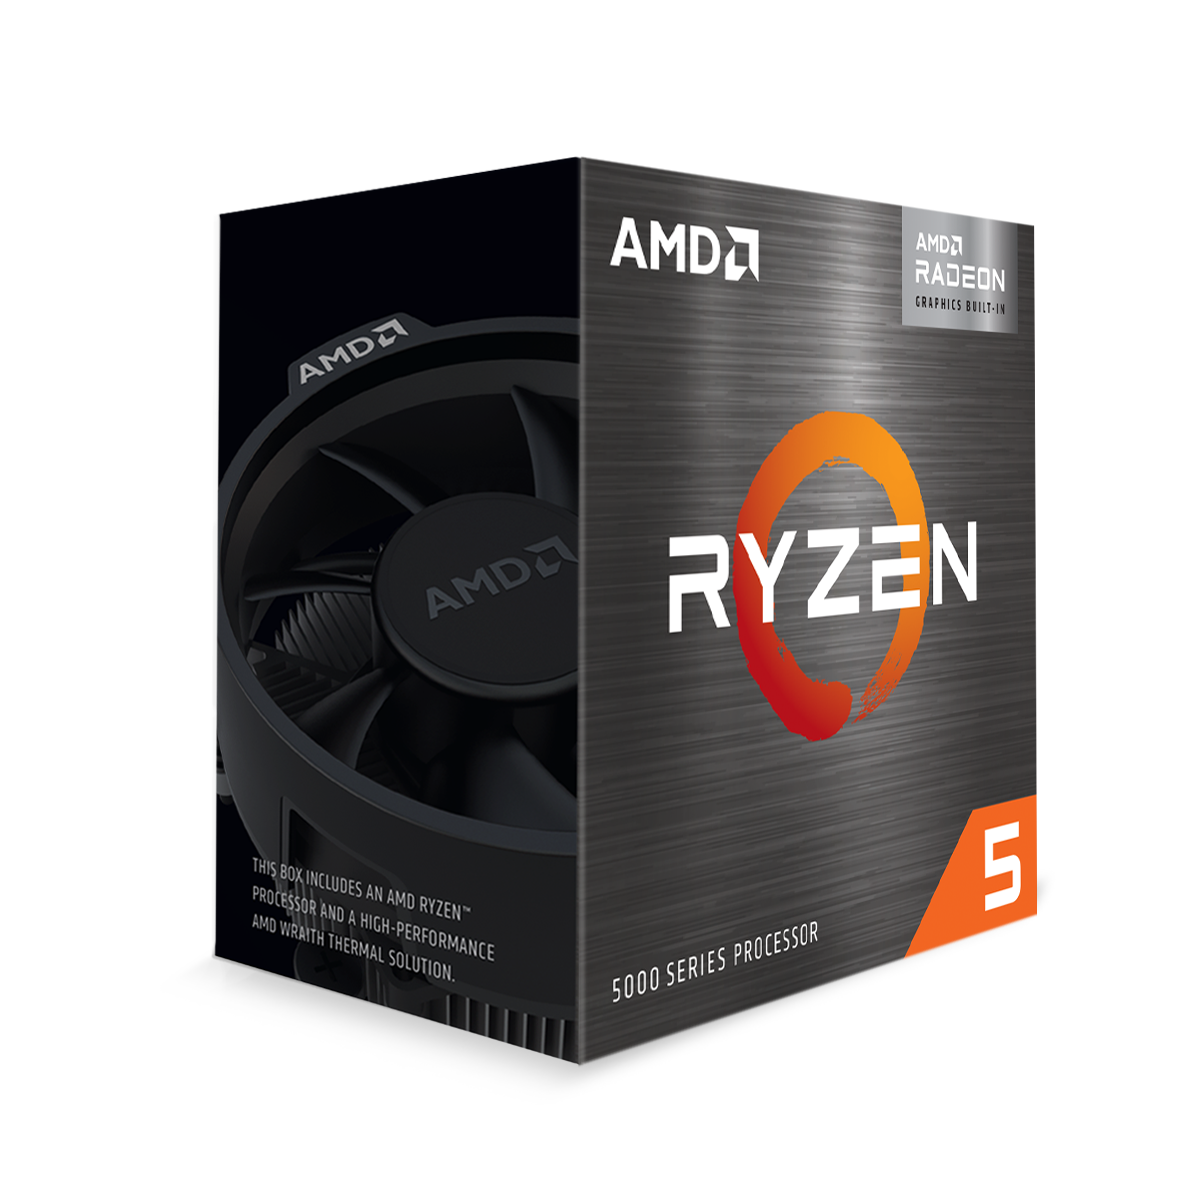 AMD
AMD
THIS BOX INCLUDES AN AMD RYZEN™
PROCESSOR AND A HIGH-PERFORMANCE
AMD WRAITH THERMAL SOLUTION.
AMD
AMD
RADEON
GRAPHICS BUILT-IN
RYZEN
5
5000 SERIES PROCESSOR